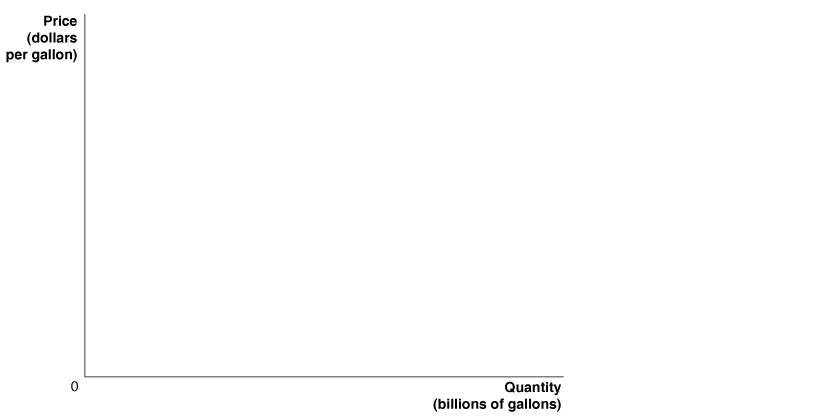 Price
(dollars
per gallon)
0
Quantity
(billions of gallons)